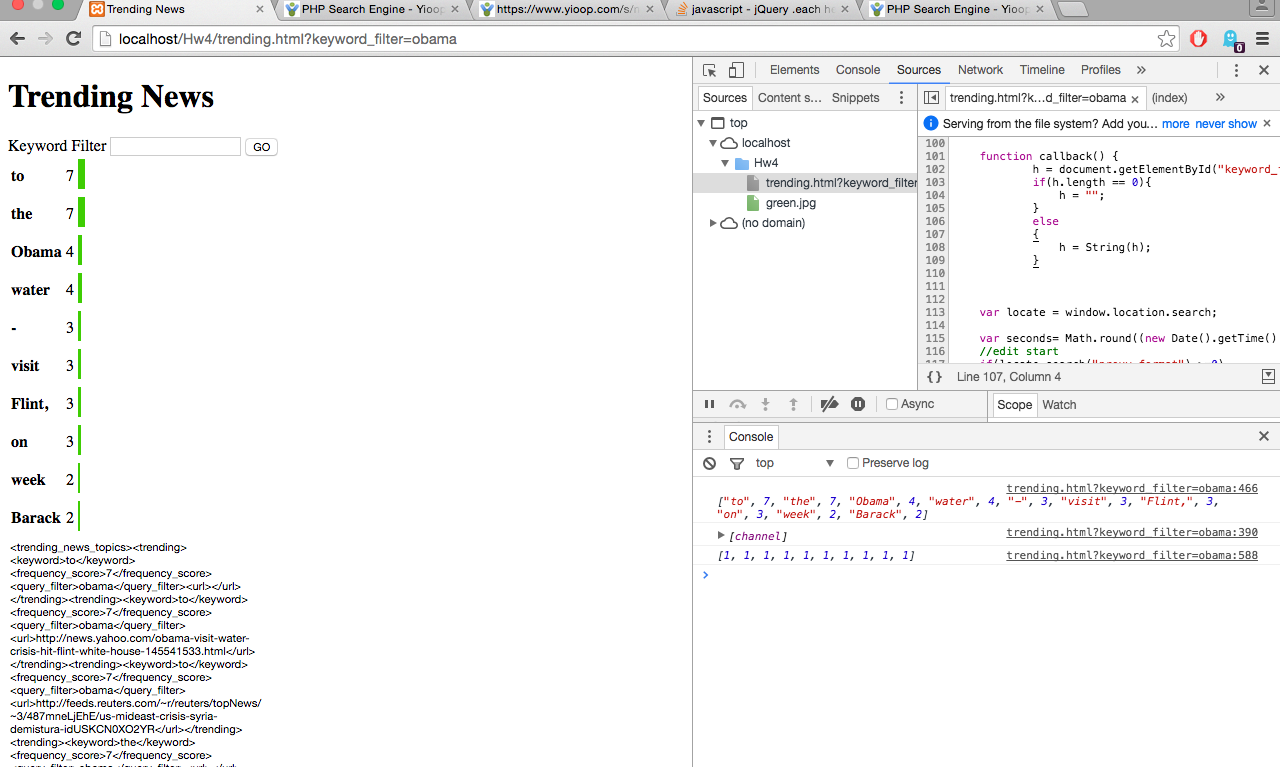 Trending News
PHP Search Engine - Yioop
https://www.yioop.com/s/n
javascript - jQuery .each
PHP Search Engine - Yioop
localhost/Hw4/trending.html?keyword_filter=obama
0
Trending News
Keyword Filter
GO
to 7
the 7
Obama 4
water 4
- 3
visit 3
Flint, 3
on 3
week 2
Barack 2
<trending_news_topics><trending>
<keyword>to</keyword>
<frequency_score>7</frequency_score>
<query_filter>obama</query_filter><url></url>
</trending><trending><keyword>to</keyword>
<frequency_score>7</frequency_score>
<query_filter>obama</query_filter>
<url>http://news.yahoo.com/obama-visit-water-
crisis-hit-flint-white-house-145541533.html</url>
</trending><trending><keyword>to</keyword>
<frequency_score>7</frequency_score>
<query_filter>obama</query_filter>
<url>http://feeds.reuters.com/~r/reuters/topNews/
~3/487mneLjEhE/us-mideast-crisis-syria-
demistura-idUSKCN0XO2YR</url></trending>
<trending><keyword>the</keyword>
<frequency_score>7</frequency_score>
Elements Console Sources Network Timeline Profiles »
Sources Content s... Snippets
top
localhost
Hw4
trending.html?keyword_filter
green.jpg
(no domain)
trending.html?k...d_filter=obama × (index) »
Serving from the file system? Add you... more never show ×
100
101 function callback() {
102 h = document.getElementById("keyword_
103 if(h.length == 0){
104 h = "";
105 }
106 else
107 {
108 h = String(h);
109 }
110
111
112
113 var locate = window.location.search;
114
115 var seconds= Math.round((new Date().getTime()
116 //edit start
{} Line 107, Column 4
Async
Scope Watch
Console
top Preserve log
trending.html?keyword_filter=obama:466
["to", 7, "the", 7, "Obama", 4, "water", 4, "-", 3, "visit", 3, "Flint,", 3,
"on", 3, "week", 2, "Barack", 2]
[channel] trending.html?keyword_filter=obama:390
[1, 1, 1, 1, 1, 1, 1, 1, 1, 1] trending.html?keyword_filter=obama:588